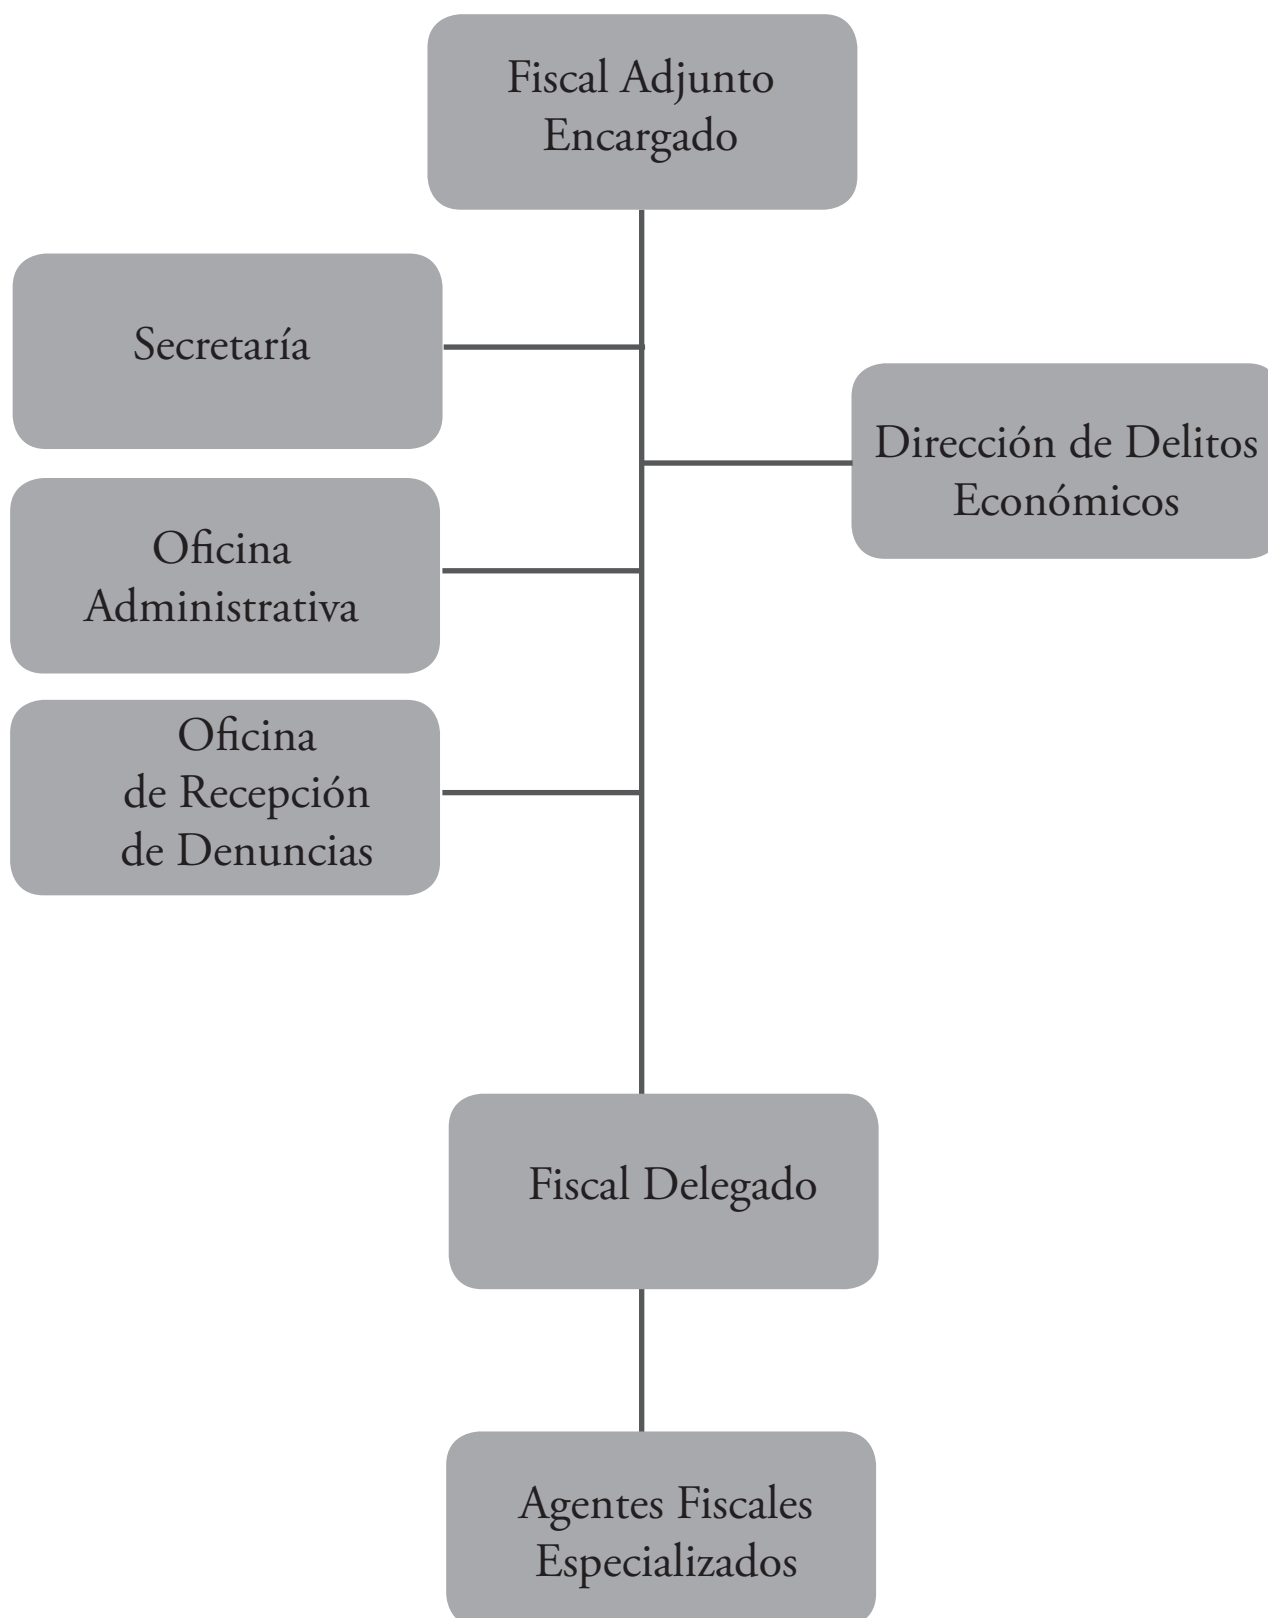 Fiscal Adjunto
Encargado
Secretaría
Dirección de Delitos
Económicos
Oficina
Administrativa
Oficina
de Recepción
de Denuncias
Fiscal Delegado
Agentes Fiscales
Especializados